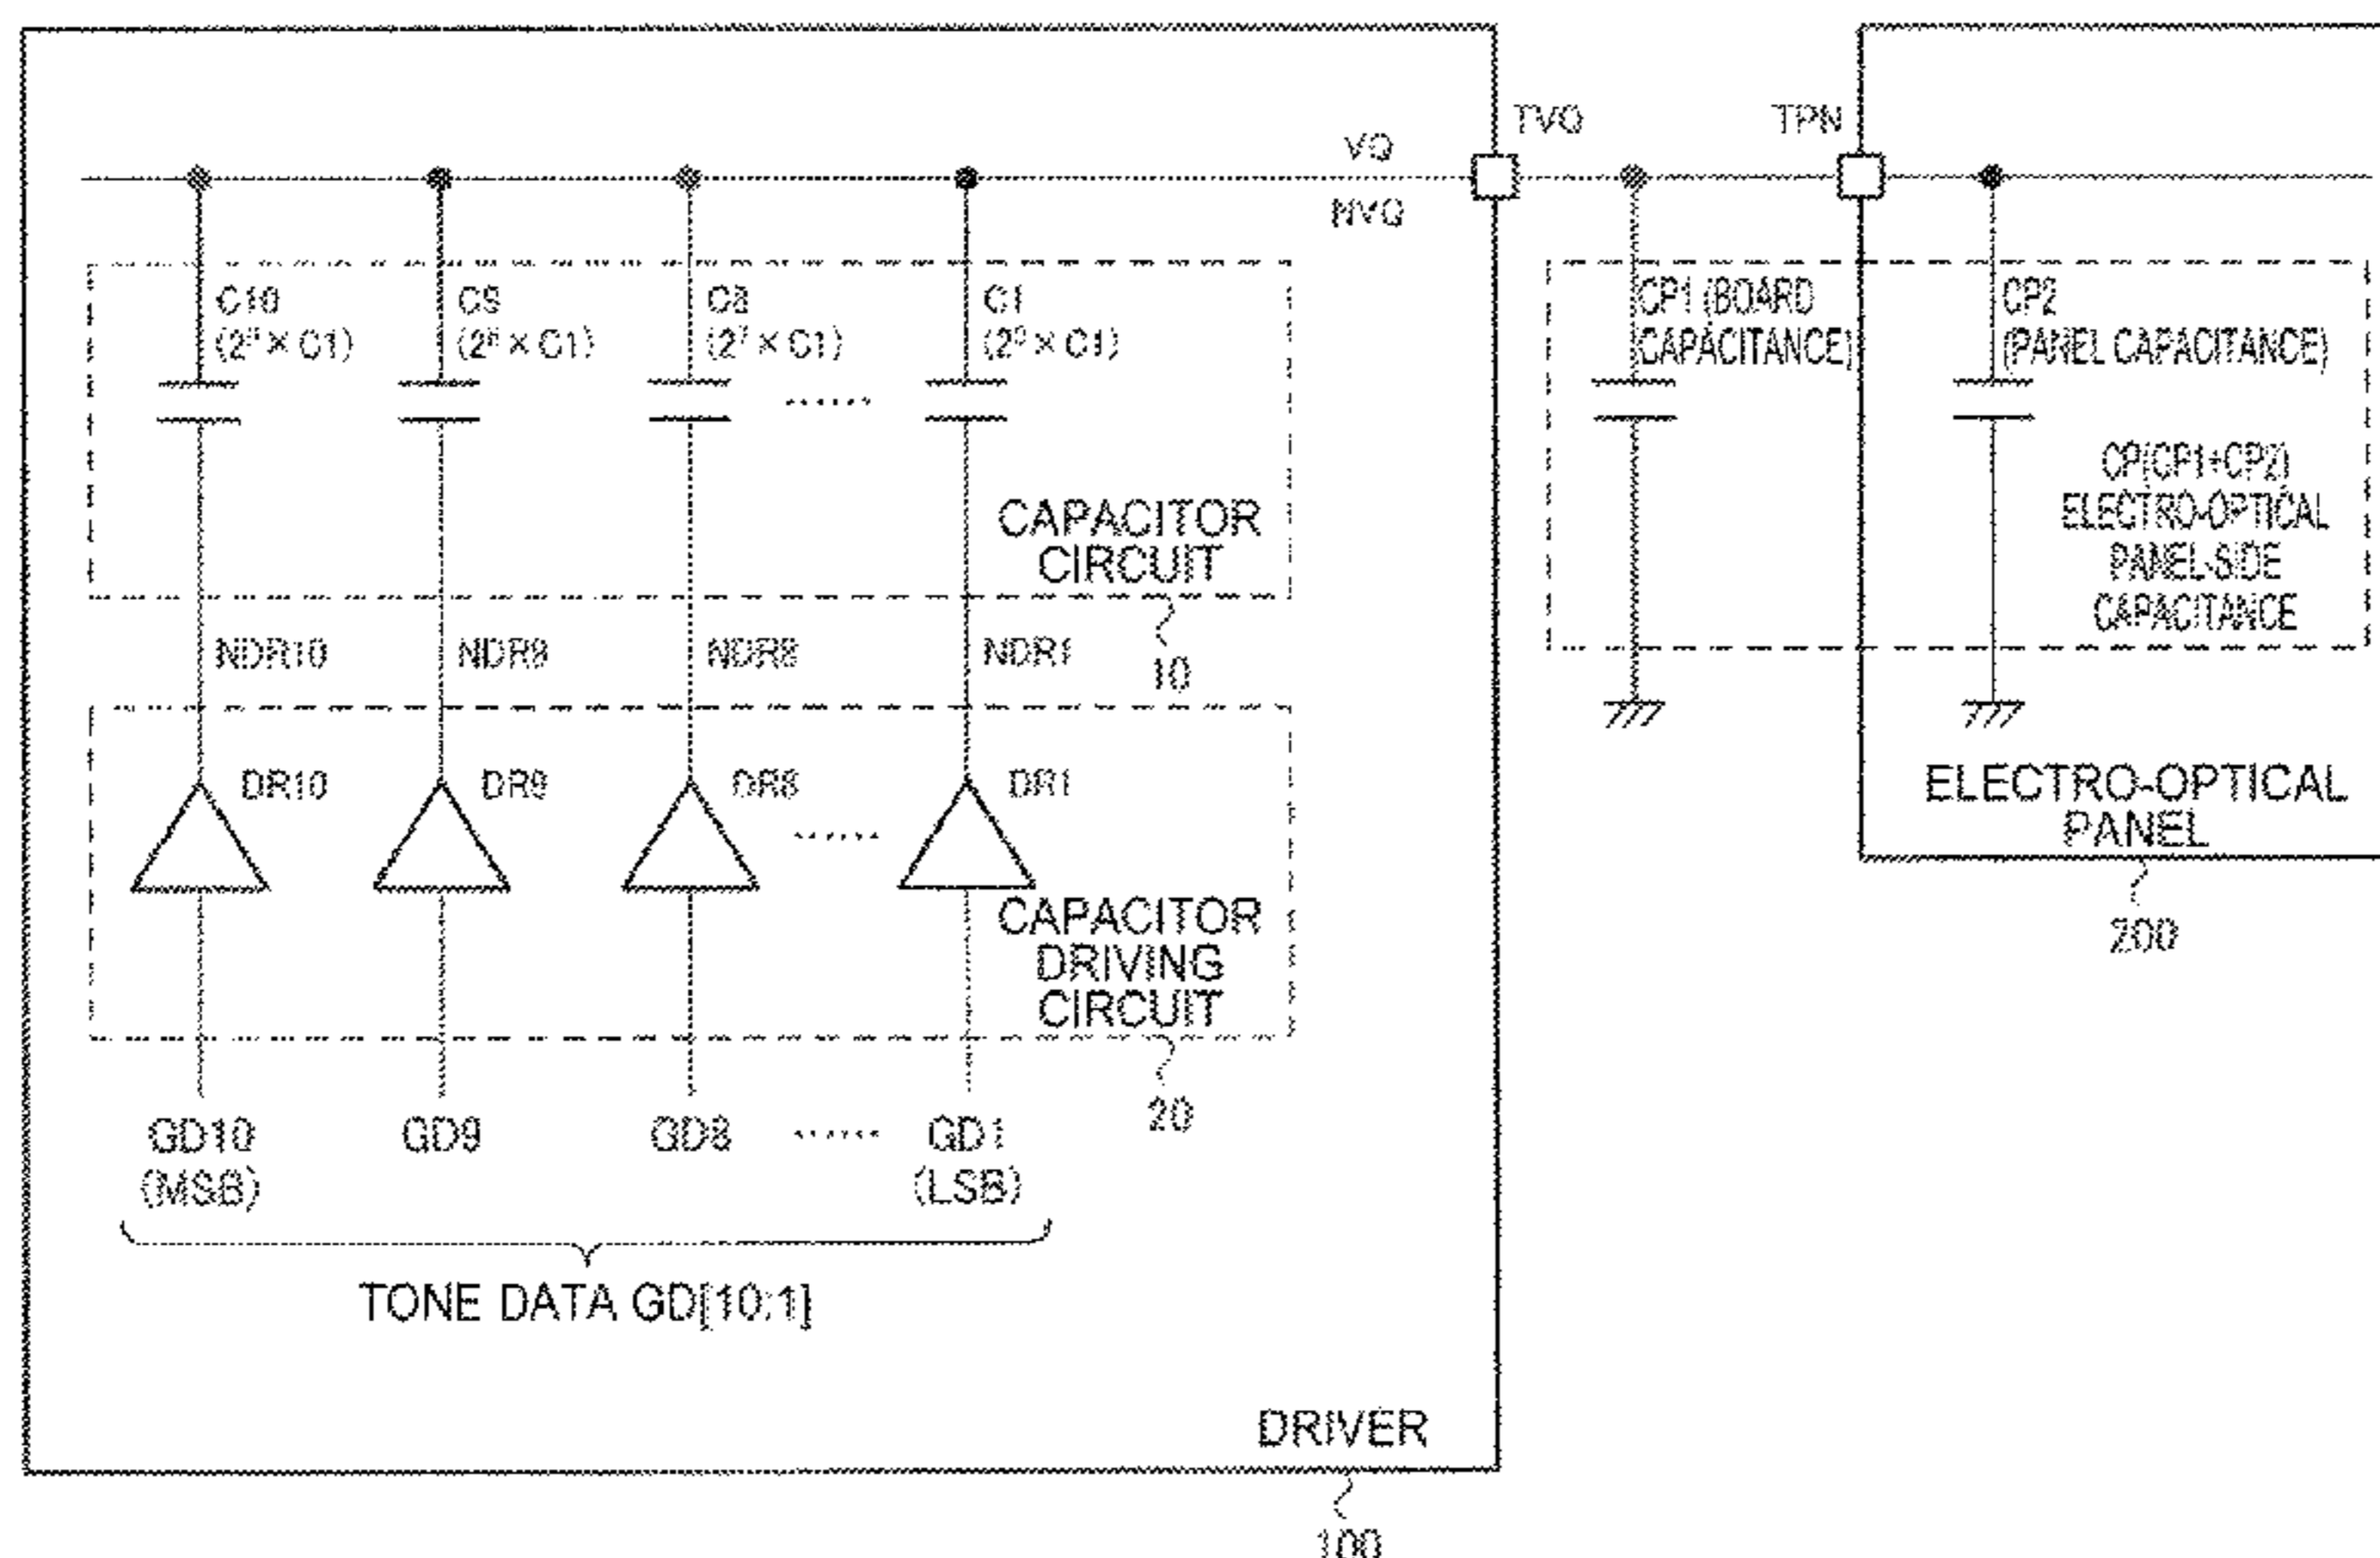 TVQ
TPN
VQ
NVQ
C10
(2⁹×C1)
C9
(2⁸×C1)
C8
(2⁷×C1)
C1
(2⁰×C1)
CAPACITOR
CIRCUIT
10
NDR10
NDR9
NDR8
NDR1
DR10
DR9
DR8
DR1
CAPACITOR
DRIVING
CIRCUIT
20
GD10
(MSB)
GD9
GD8
GD1
(LSB)
TONE DATA GD[10:1]
DRIVER
100
CP1 (BOARD
CAPACITANCE)
CP2
(PANEL CAPACITANCE)
CP(CP1+CP2)
ELECTRO-OPTICAL
PANEL-SIDE
CAPACITANCE
ELECTRO-OPTICAL
PANEL
200